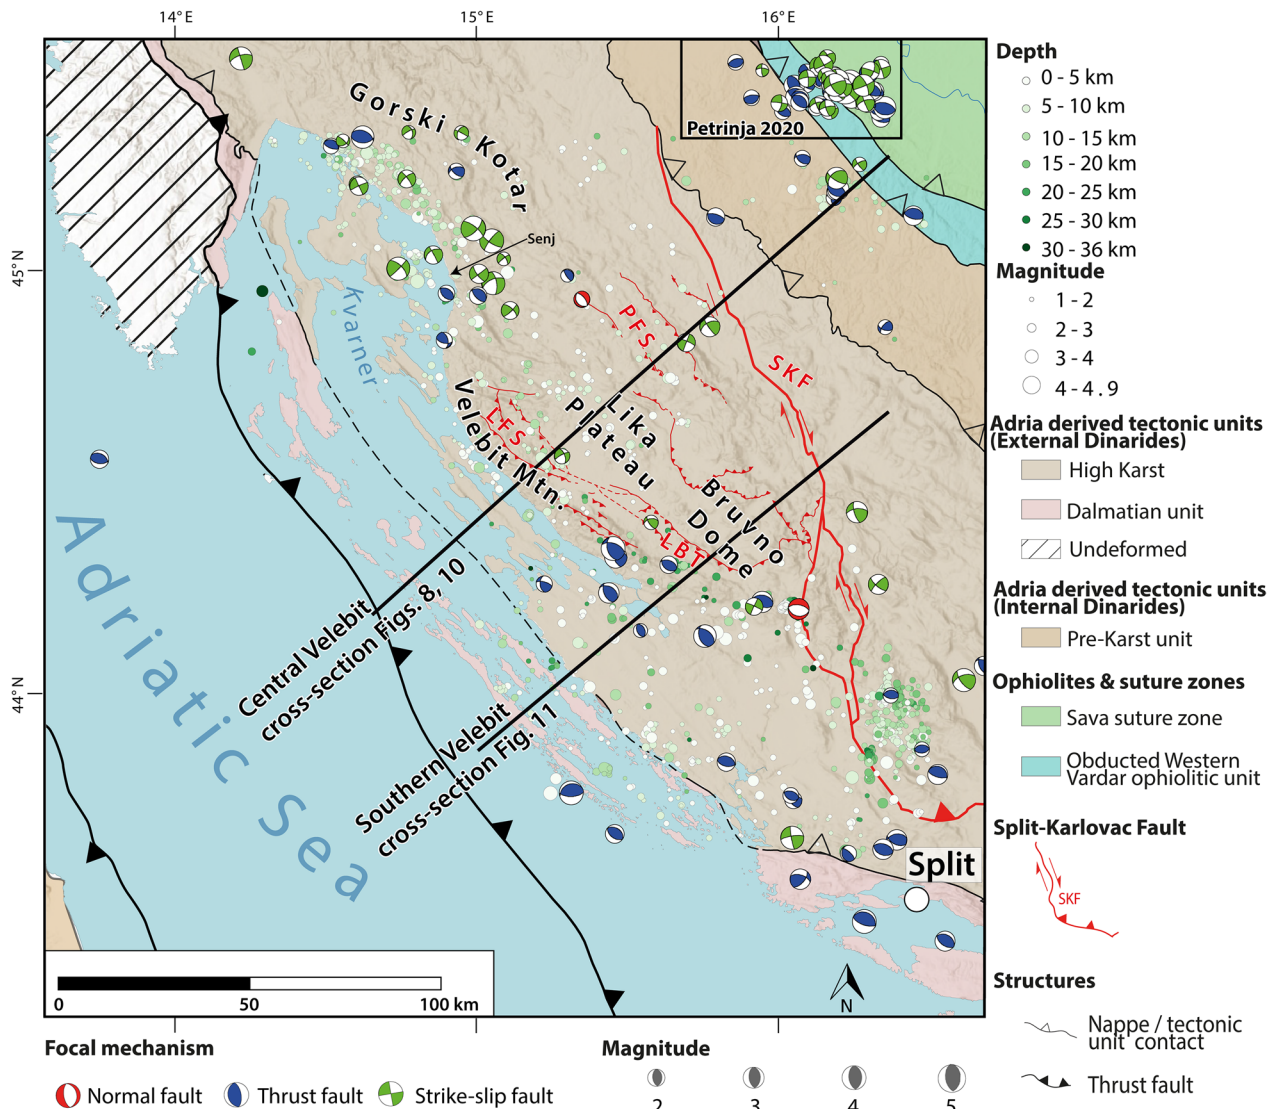 14°E
15°E
16°E
45°N
44°N
Gorski Kotar
Petrinja 2020
Senj
Kvarner
PFS
SKF
LFS
Velebit Mtn.
Lika
Plateau
Bruvno
Dome
LBT
Adriatic Sea
Central Velebit
cross-section Figs. 8, 10
Southern Velebit
cross-section Fig. 11
Split
N
0
50
100 km
Depth
0 - 5 km
5 - 10 km
10 - 15 km
15 - 20 km
20 - 25 km
25 - 30 km
30 - 36 km
Magnitude
1 - 2
2 - 3
3 - 4
4 - 4.9
Adria derived tectonic units
(External Dinarides)
High Karst
Dalmatian unit
Undeformed
Adria derived tectonic units
(Internal Dinarides)
Pre-Karst unit
Ophiolites & suture zones
Sava suture zone
Obducted Western
Vardar ophiolitic unit
Split-Karlovac Fault
SKF
Structures
Nappe / tectonic
unit contact
Thrust fault
Focal mechanism
Normal fault
Thrust fault
Strike-slip fault
Magnitude
2
3
4
5